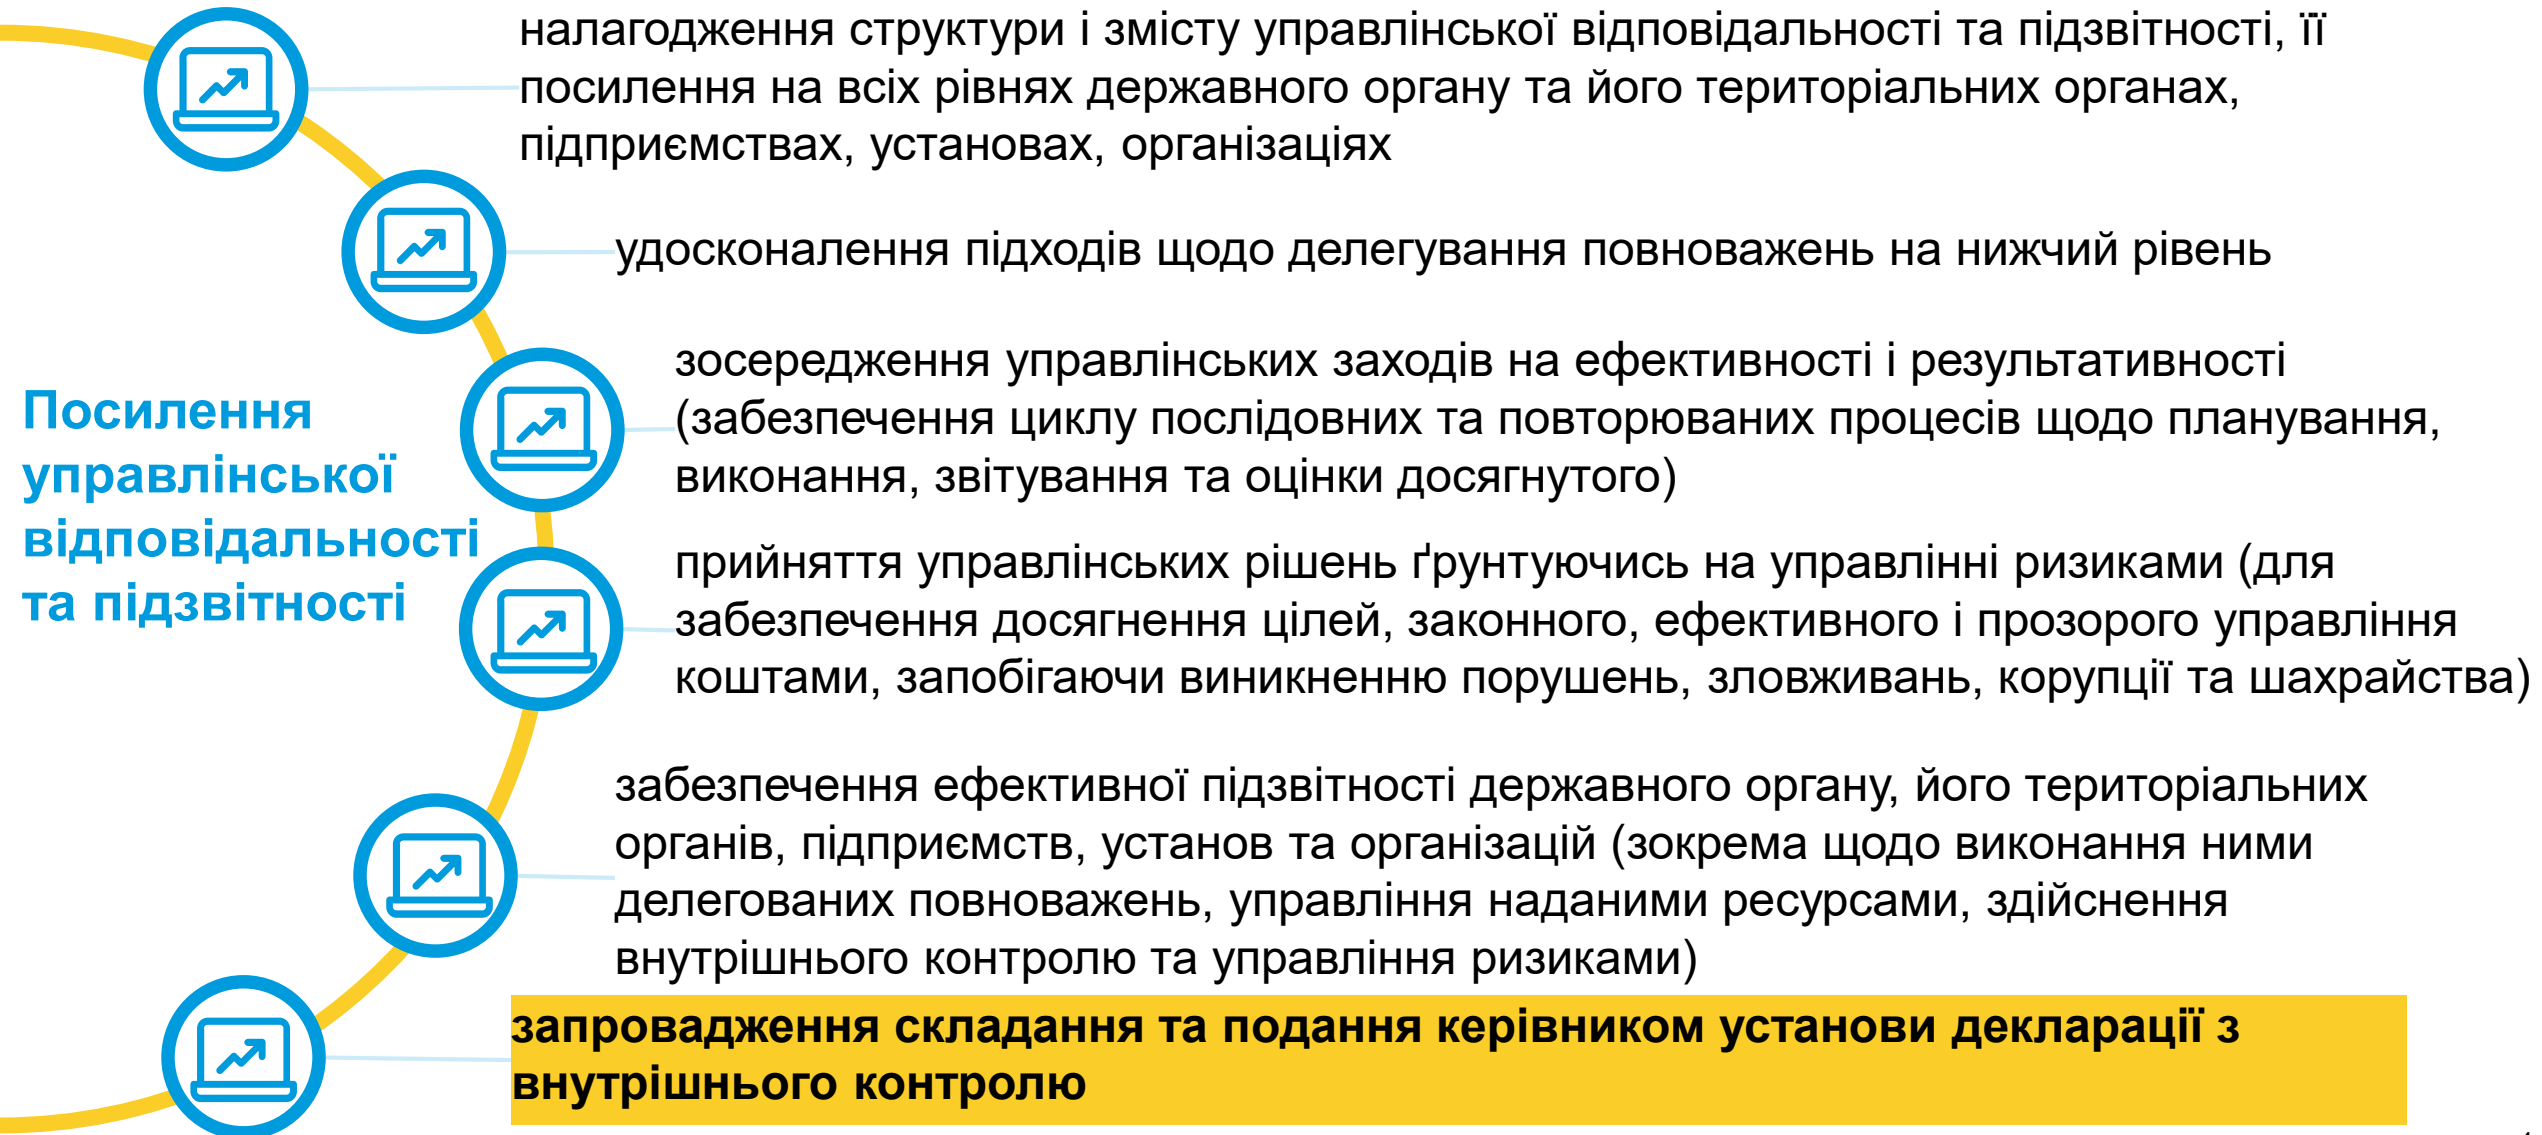 налагодження структури і змісту управлінської відповідальності та підзвітності, її
посилення на всіх рівнях державного органу та його територіальних органах,
підприємствах, установах, організаціях
удосконалення підходів щодо делегування повноважень на нижчий рівень
зосередження управлінських заходів на ефективності і результативності
(забезпечення циклу послідовних та повторюваних процесів щодо планування,
виконання, звітування та оцінки досягнутого)
Посилення
управлінської
відповідальності
та підзвітності
прийняття управлінських рішень ґрунтуючись на управлінні ризиками (для
забезпечення досягнення цілей, законного, ефективного і прозорого управління
коштами, запобігаючи виникненню порушень, зловживань, корупції та шахрайства)
забезпечення ефективної підзвітності державного органу, його територіальних
органів, підприємств, установ та організацій (зокрема щодо виконання ними
делегованих повноважень, управління наданими ресурсами, здійснення
внутрішнього контролю та управління ризиками)
запровадження складання та подання керівником установи декларації з
внутрішнього контролю